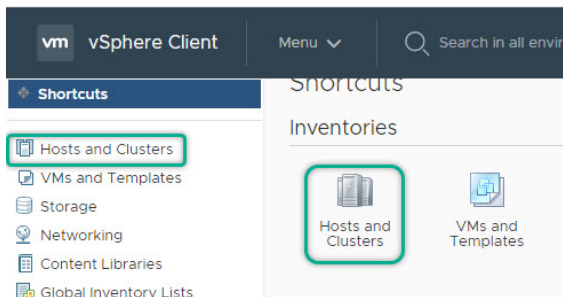 vm vSphere Client Menu Search in all envir
Shortcuts
Hosts and Clusters
VMs and Templates
Storage
Networking
Content Libraries
Global Inventory Lists
Shortcuts
Inventories
Hosts and
Clusters
VMs and
Templates